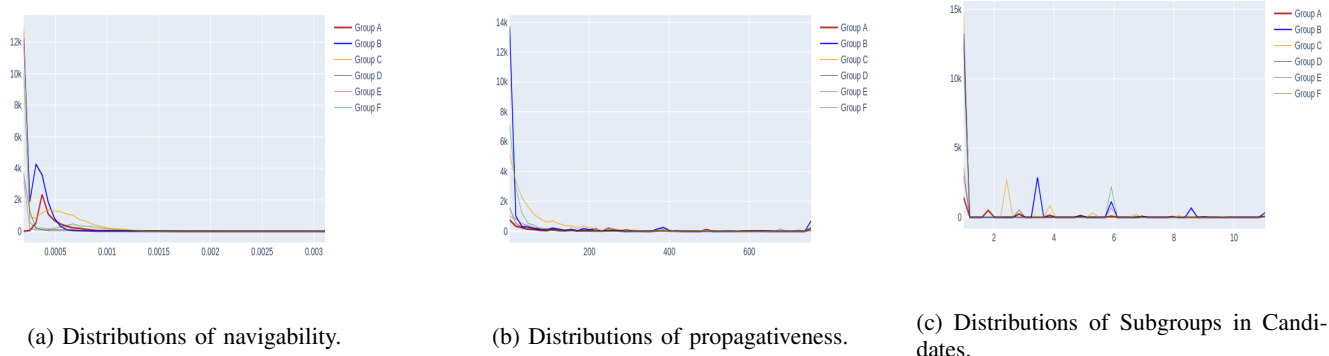 12k
10k
8k
6k
4k
2k
0
0.0005
0.001
0.0015
0.002
0.0025
0.003
Group A
Group B
Group C
Group D
Group E
Group F
(a) Distributions of navigability.
14k
12k
10k
8k
6k
4k
2k
0
200
400
600
Group A
Group B
Group C
Group D
Group E
Group F
(b) Distributions of propagativeness.
15k
10k
5k
0
2
4
6
8
10
Group A
Group B
Group C
Group D
Group E
Group F
(c) Distributions of Subgroups in Candi-
dates.